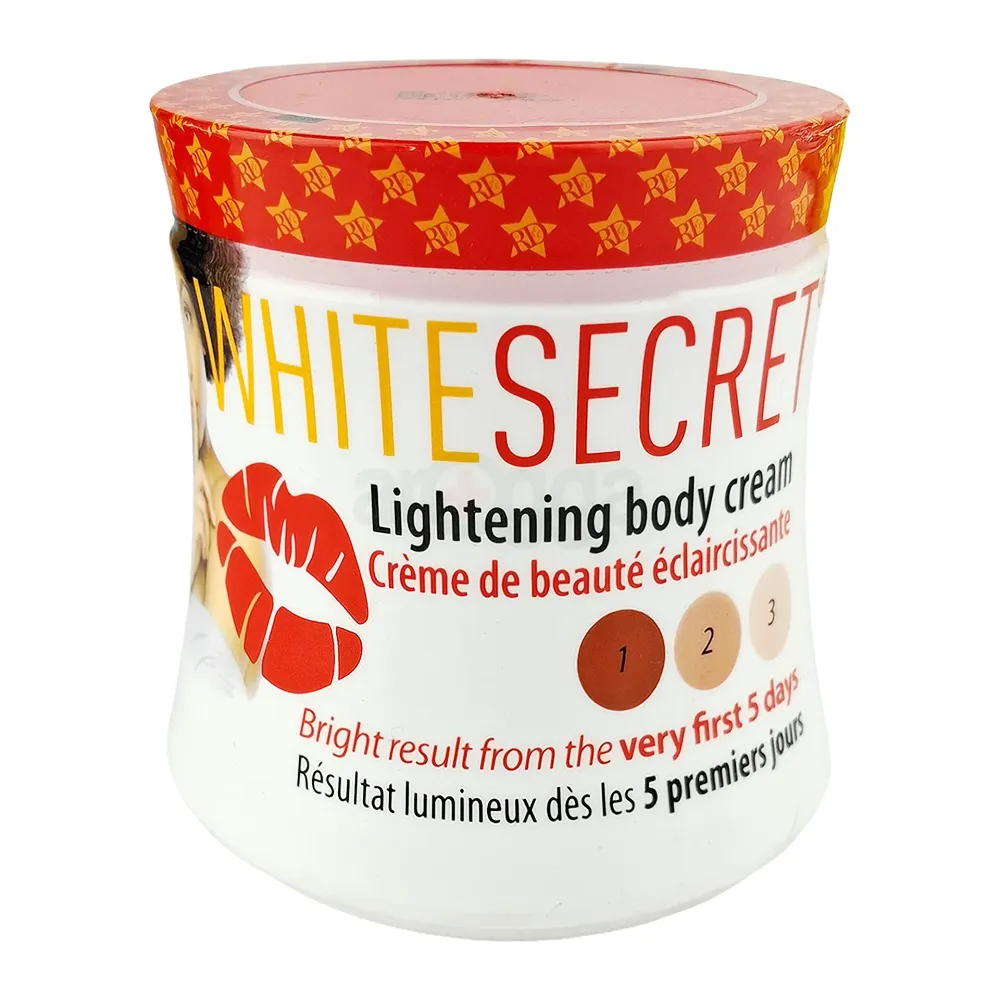 WHITESECRET
Lightening body cream
Crème de beauté éclaircissante
1 2 3
Bright result from the very first 5 days
Résultat lumineux dès les 5 premiers jours